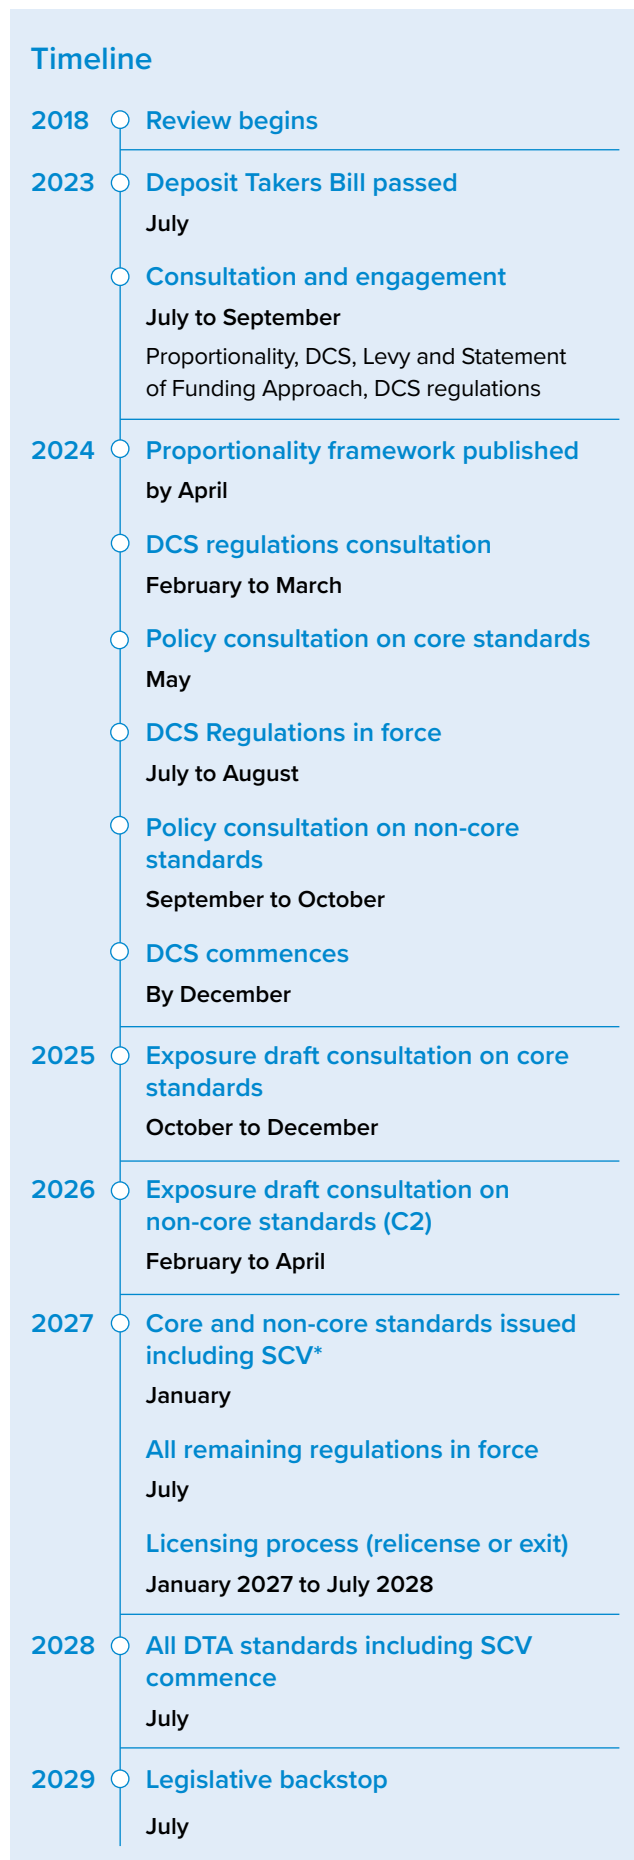 Timeline
2018 Review begins
2023 Deposit Takers Bill passed
July
Consultation and engagement
July to September
Proportionality, DCS, Levy and Statement
of Funding Approach, DCS regulations
2024 Proportionality framework published
by April
DCS regulations consultation
February to March
Policy consultation on core standards
May
DCS Regulations in force
July to August
Policy consultation on non-core
standards
September to October
DCS commences
By December
2025 Exposure draft consultation on core
standards
October to December
2026 Exposure draft consultation on
non-core standards (C2)
February to April
2027 Core and non-core standards issued
including SCV*
January
All remaining regulations in force
July
Licensing process (relicense or exit)
January 2027 to July 2028
2028 All DTA standards including SCV
commence
July
2029 Legislative backstop
July